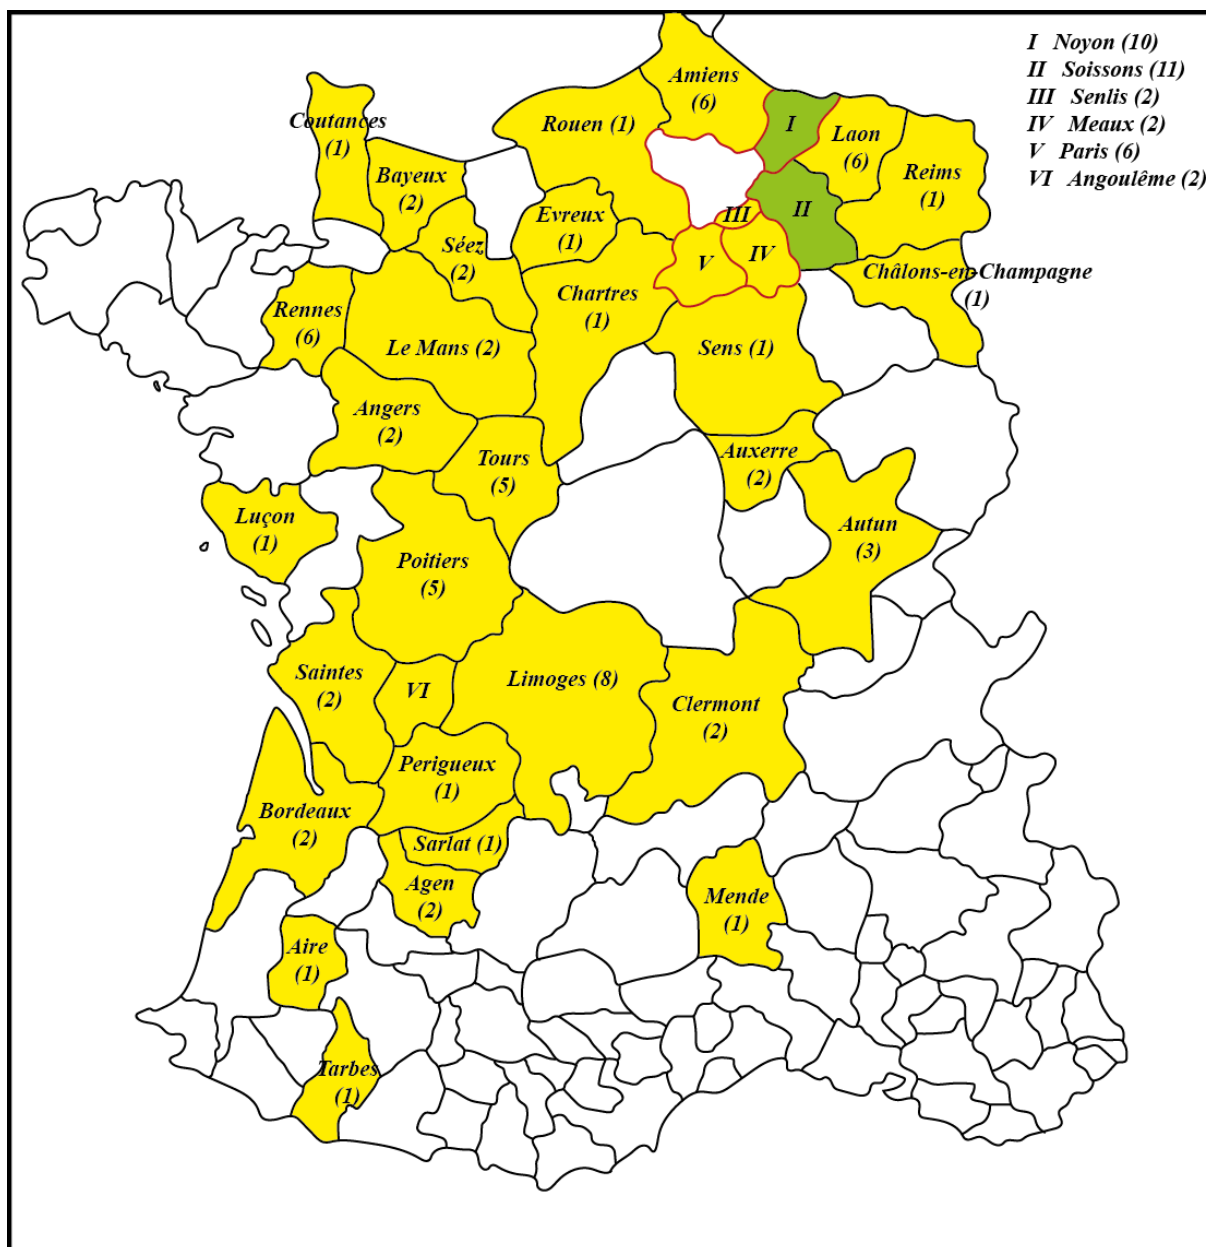 I Noyon (10)
II Soissons (11)
III Senlis (2)
IV Meaux (2)
V Paris (6)
VI Angoulême (2)
Amiens
(6)
Coutances
(1)
Rouen (1)
I
Laon
(6)
Reims
(1)
Bayeux
(2)
Evreux
(1)
III
II
Séez
(2)
V
IV
Châlons-en-Champagne
(1)
Chartres
(1)
Rennes
(6)
Le Mans (2)
Sens (1)
Angers
(2)
Tours
(5)
Auxerre
(2)
Luçon
(1)
Autun
(3)
Poitiers
(5)
Saintes
(2)
VI
Limoges (8)
Clermont
(2)
Perigueux
(1)
Bordeaux
(2)
Sarlat (1)
Agen
(2)
Mende
(1)
Aire
(1)
Tarbes
(1)